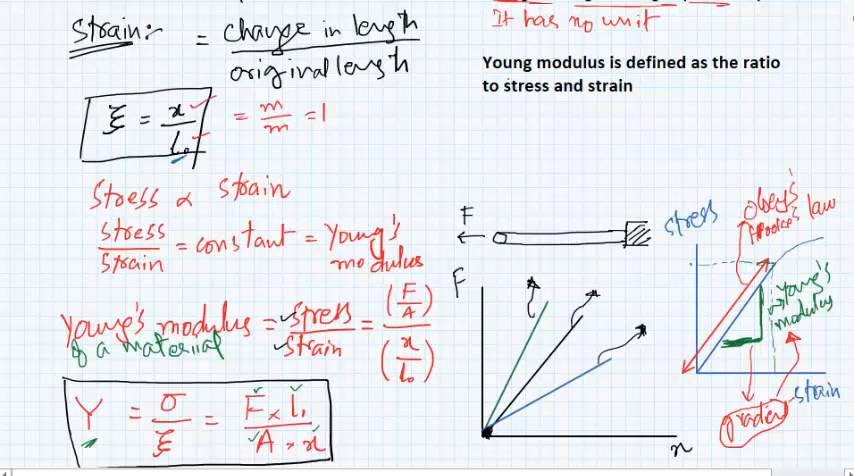 It has no unit
Strain:- = change in length / original length
Young modulus is defined as the ratio
to stress and strain
ξ = x / l₀ = m / m = 1
Stress ∝ Strain
stress / strain = constant = Young's modulus
Young's modulus = stress / strain = (F / A) / (x / l₀)
of a material
Y = σ / ξ = F × l₀ / A × x
F
F
x
stress
obey's
Hooke's law
Young's
modulus
gradient
strain